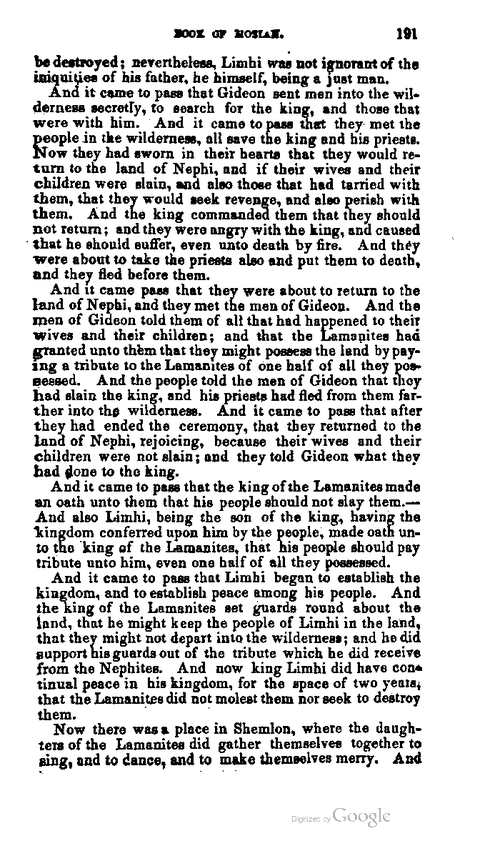 BOOK OF MOSIAH. 191
be destroyed; nevertheless, Limhi was not ignorant of the
iniquities of his father, he himself, being a just man.
And it came to pass that Gideon sent men into the wil-
derness secretly, to search for the king, and those that
were with him. And it came to pass that they met the
people in the wilderness, all save the king and his priests.
Now they had sworn in their hearts that they would re-
turn to the land of Nephi, and if their wives and their
children were slain, and also those that had tarried with
them, that they would seek revenge, and also perish with
them. And the king commanded them that they should
not return; and they were angry with the king, and caused
that he should suffer, even unto death by fire. And they
were about to take the priests also and put them to death,
and they fled before them.
And it came pass that they were about to return to the
land of Nephi, and they met the men of Gideon. And the
men of Gideon told them of all that had happened to their
wives and their children; and that the Lamanites had
granted unto them that they might possess the land by pay-
ing a tribute to the Lamanites of one half of all they pos-
sessed. And the people told the men of Gideon that they
had slain the king, and his priests had fled from them far-
ther into the wilderness. And it came to pass that after
they had ended the ceremony, that they returned to the
land of Nephi, rejoicing, because their wives and their
children were not slain; and they told Gideon what they
had done to the king.
And it came to pass that the king of the Lamanites made
an oath unto them that his people should not slay them.—
And also Limhi, being the son of the king, having the
kingdom conferred upon him by the people, made oath un-
to the king of the Lamanites, that his people should pay
tribute unto him, even one half of all they possessed.
And it came to pass that Limhi began to establish the
kingdom, and to establish peace among his people. And
the king of the Lamanites set guards round about the
land, that he might keep the people of Limhi in the land,
that they might not depart into the wilderness; and he did
support his guards out of the tribute which he did receive
from the Nephites. And now king Limhi did have con-
tinual peace in his kingdom, for the space of two years,
that the Lamanites did not molest them nor seek to destroy
them.
Now there was a place in Shemlon, where the daugh-
ters of the Lamanites did gather themselves together to
sing, and to dance, and to make themselves merry. And
Digitized by Google